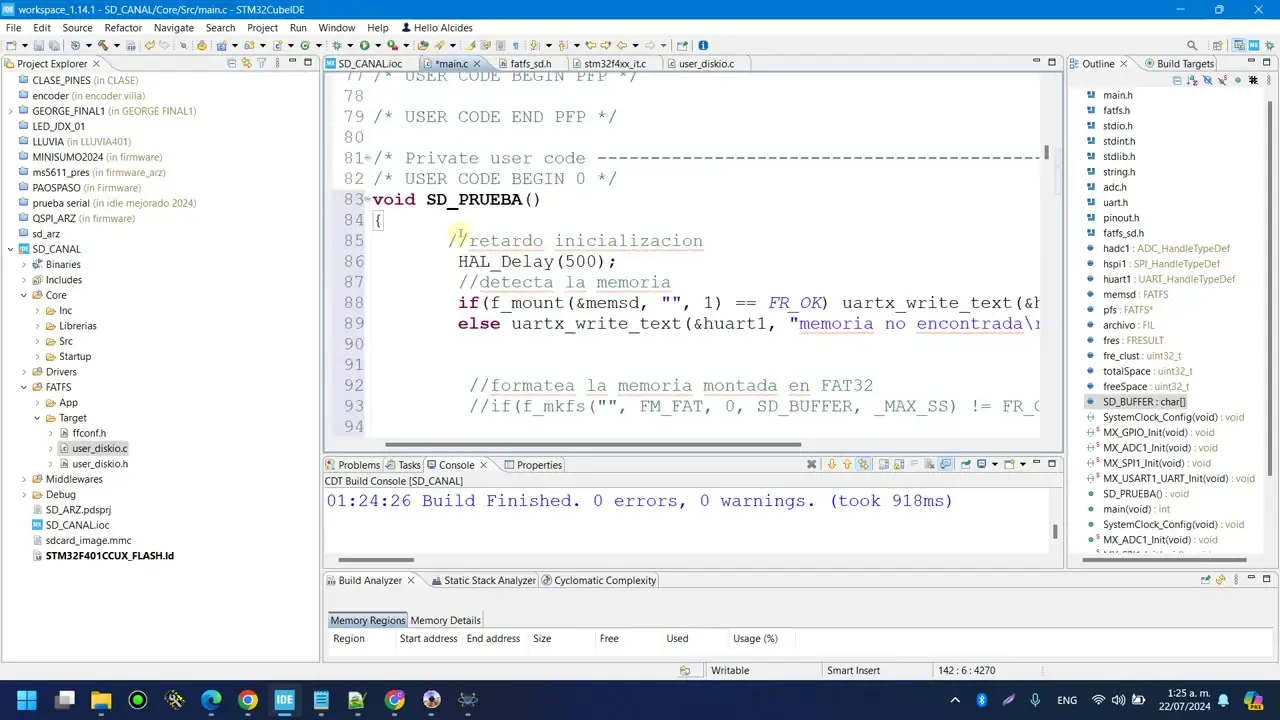 workspace_1.14.1 - SD_CANAL/Core/Src/main.c - STM32CubeIDE
File Edit Source Refactor Navigate Search Project Run Window Help Hello Alcides
Project Explorer
CLASE_PINES (in CLASE)
encoder (in encoder villa)
GEORGE_FINAL1 (in GEORGE FINAL1)
LED_JDX_01
LLUVIA (in LLUVIA401)
MINISUMO2024 (in firmware)
ms5611_pres (in firmware_arz)
PAOSPASO (in Firmware)
prueba serial (in idle mejorado 2024)
QSPI_ARZ (in firmware)
sd_arz
SD_CANAL
Binaries
Includes
Core
Inc
Librerias
Src
Startup
Drivers
FATFS
App
Target
ffconf.h
user_diskio.c
user_diskio.h
Middlewares
Debug
SD_ARZ.pdsprj
SD_CANAL.ioc
sdcard_image.mmc
STM32F401CCUX_FLASH.ld
SD_CANAL.ioc *main.c fatfs_sd.h stm32f4xx_it.c user_diskio.c
77 /* USER CODE BEGIN PFP */
78
79 /* USER CODE END PFP */
80
81 /* Private user code -----------------------------------------
82 /* USER CODE BEGIN 0 */
83 void SD_PRUEBA()
84 {
85 //retardo inicializacion
86 HAL_Delay(500);
87 //detecta la memoria
88 if(f_mount(&memsd, "", 1) == FR_OK) uartx_write_text(&h
89 else uartx_write_text(&huart1, "memoria no encontrada\r
90
91
92 //formatea la memoria montada en FAT32
93 //if(f_mkfs("", FM_FAT, 0, SD_BUFFER, _MAX_SS) != FR_O
94
Problems Tasks Console Properties
CDT Build Console [SD_CANAL]
01:24:26 Build Finished. 0 errors, 0 warnings. (took 918ms)
Build Analyzer Static Stack Analyzer Cyclomatic Complexity
Memory Regions Memory Details
Region Start address End address Size Free Used Usage (%)
Outline Build Targets
main.h
fatfs.h
stdio.h
stdint.h
stdlib.h
string.h
adc.h
uart.h
pinout.h
fatfs_sd.h
hadc1 : ADC_HandleTypeDef
hspi1 : SPI_HandleTypeDef
huart1 : UART_HandleTypeDef
memsd : FATFS
pfs : FATFS*
archivo : FIL
fres : FRESULT
fre_clust : uint32_t
totalSpace : uint32_t
freeSpace : uint32_t
SD_BUFFER : char[]
SystemClock_Config(void) : void
MX_GPIO_Init(void) : void
MX_ADC1_Init(void) : void
MX_SPI1_Init(void) : void
MX_USART1_UART_Init(void) : void
SD_PRUEBA() : void
main(void) : int
SystemClock_Config(void) : void
MX_ADC1_Init(void) : void
MX_SPI1_Init(void) : void
Writable Smart Insert 142 : 6 : 4270
IDE ENG 1:25 a. m.
22/07/2024